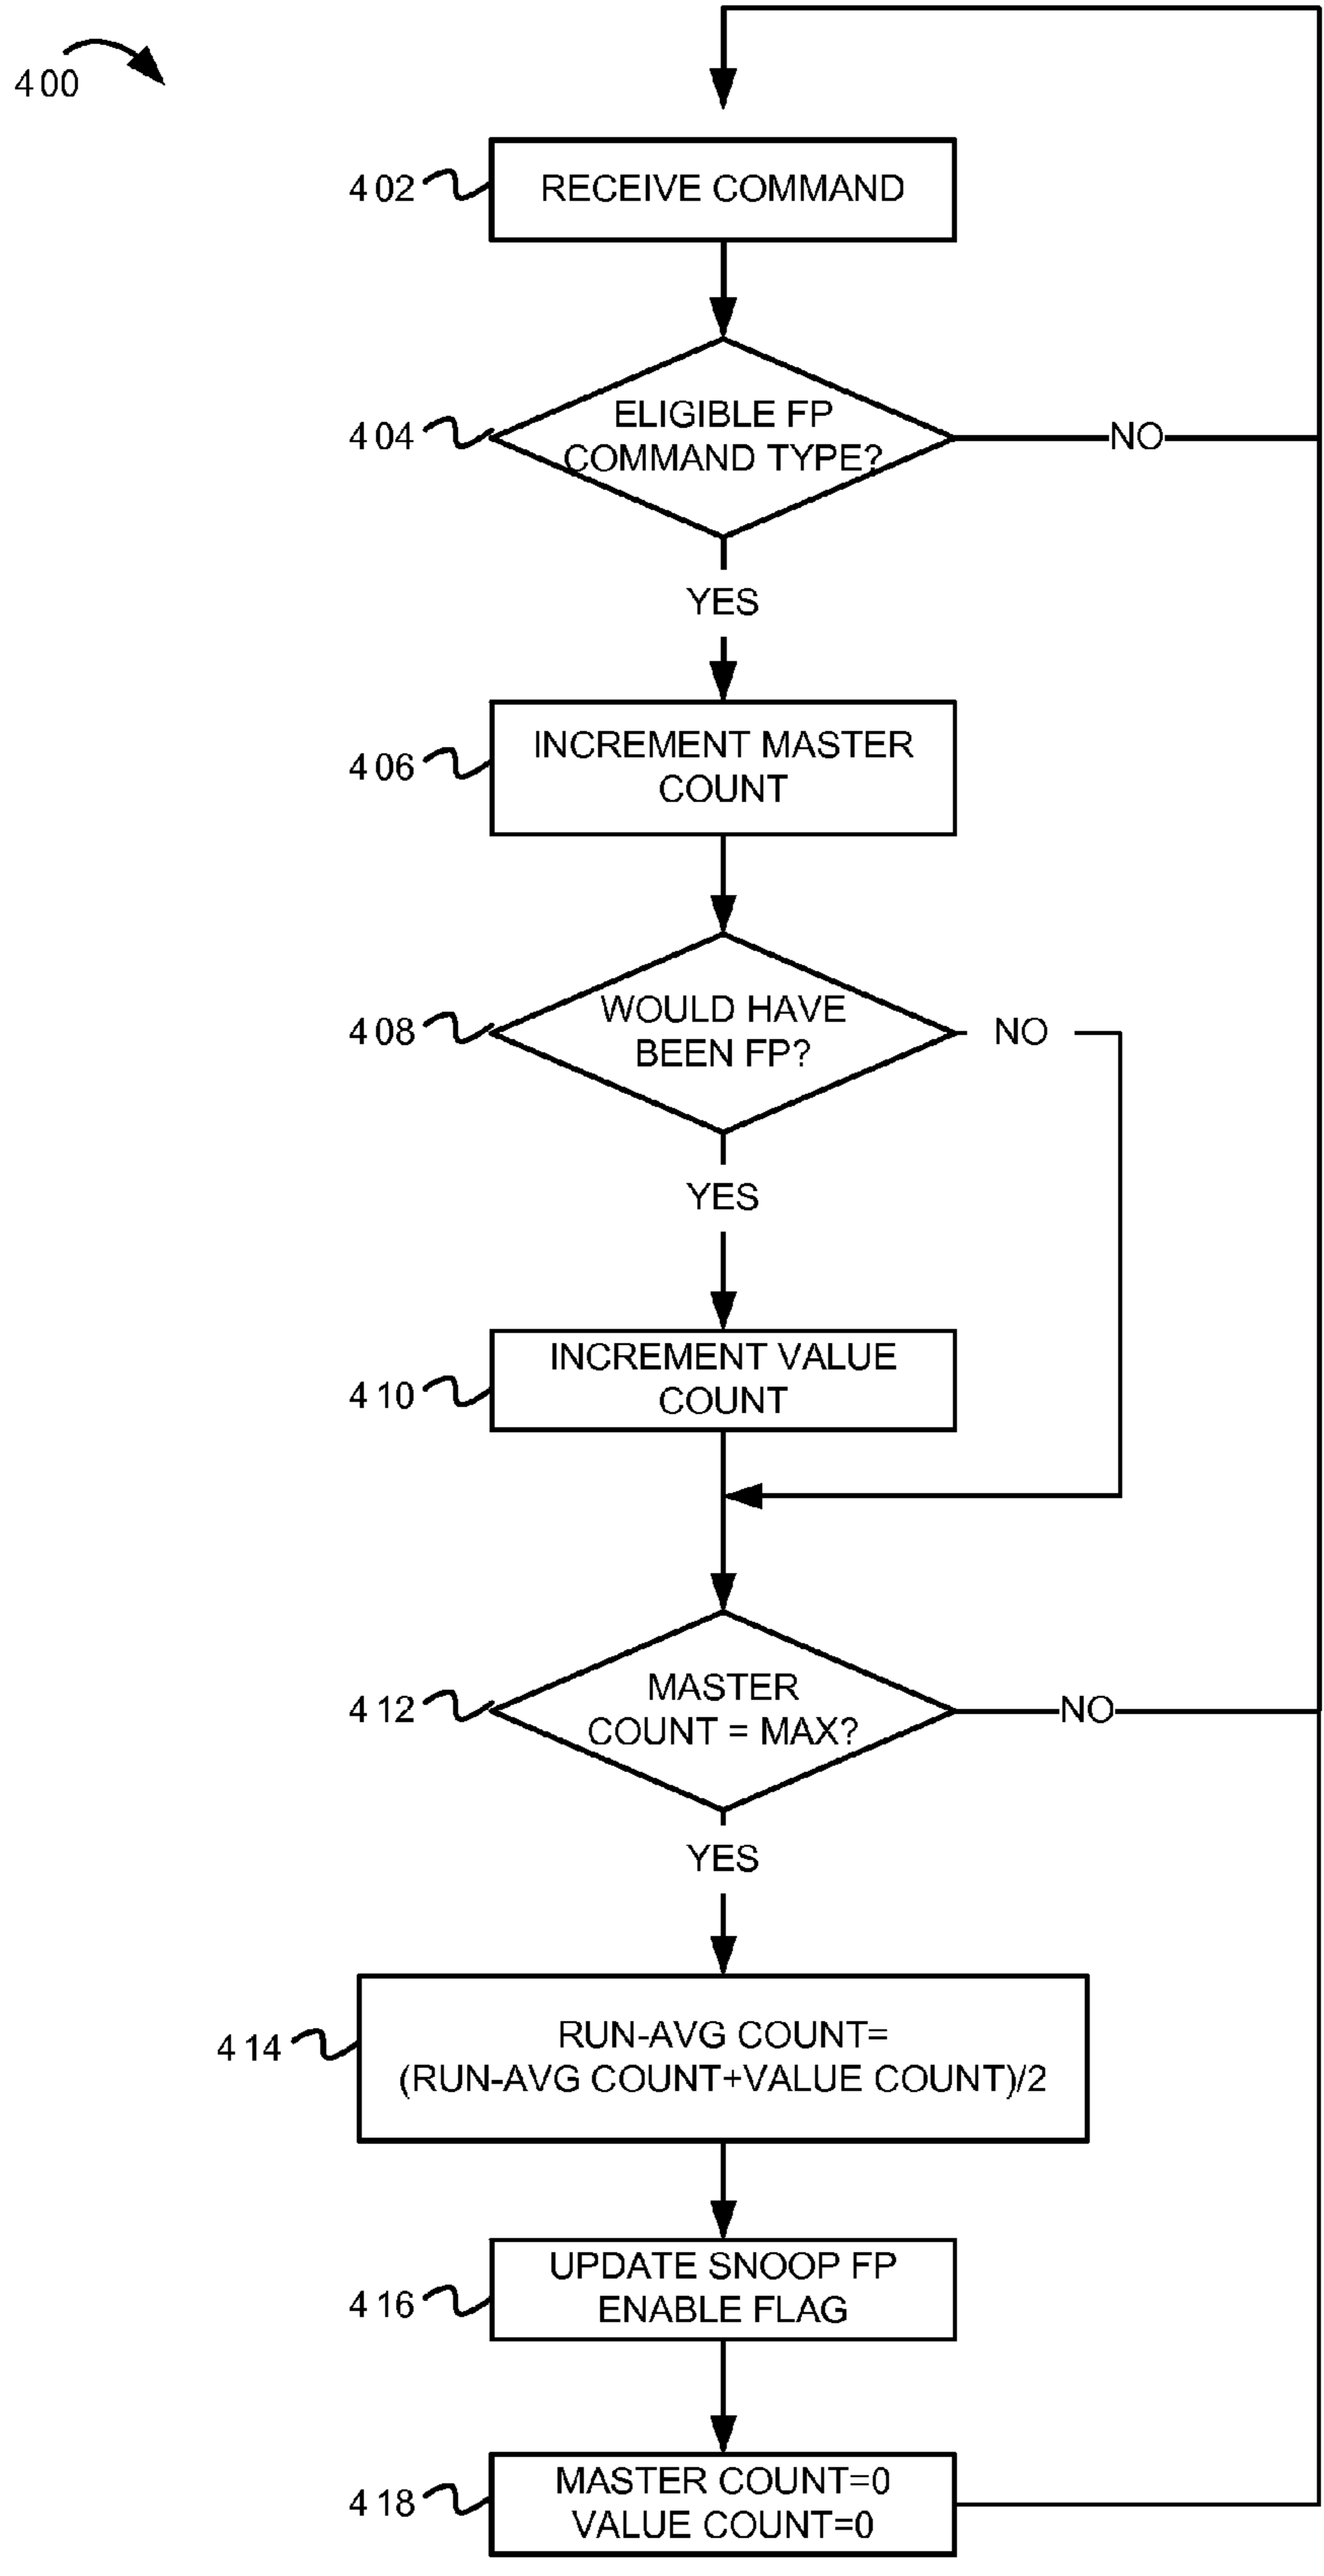 400
402
RECEIVE COMMAND
404
ELIGIBLE FP
COMMAND TYPE?
NO
YES
406
INCREMENT MASTER
COUNT
408
WOULD HAVE
BEEN FP?
NO
YES
410
INCREMENT VALUE
COUNT
412
MASTER
COUNT = MAX?
NO
YES
414
RUN-AVG COUNT=
(RUN-AVG COUNT+VALUE COUNT)/2
416
UPDATE SNOOP FP
ENABLE FLAG
418
MASTER COUNT=0
VALUE COUNT=0